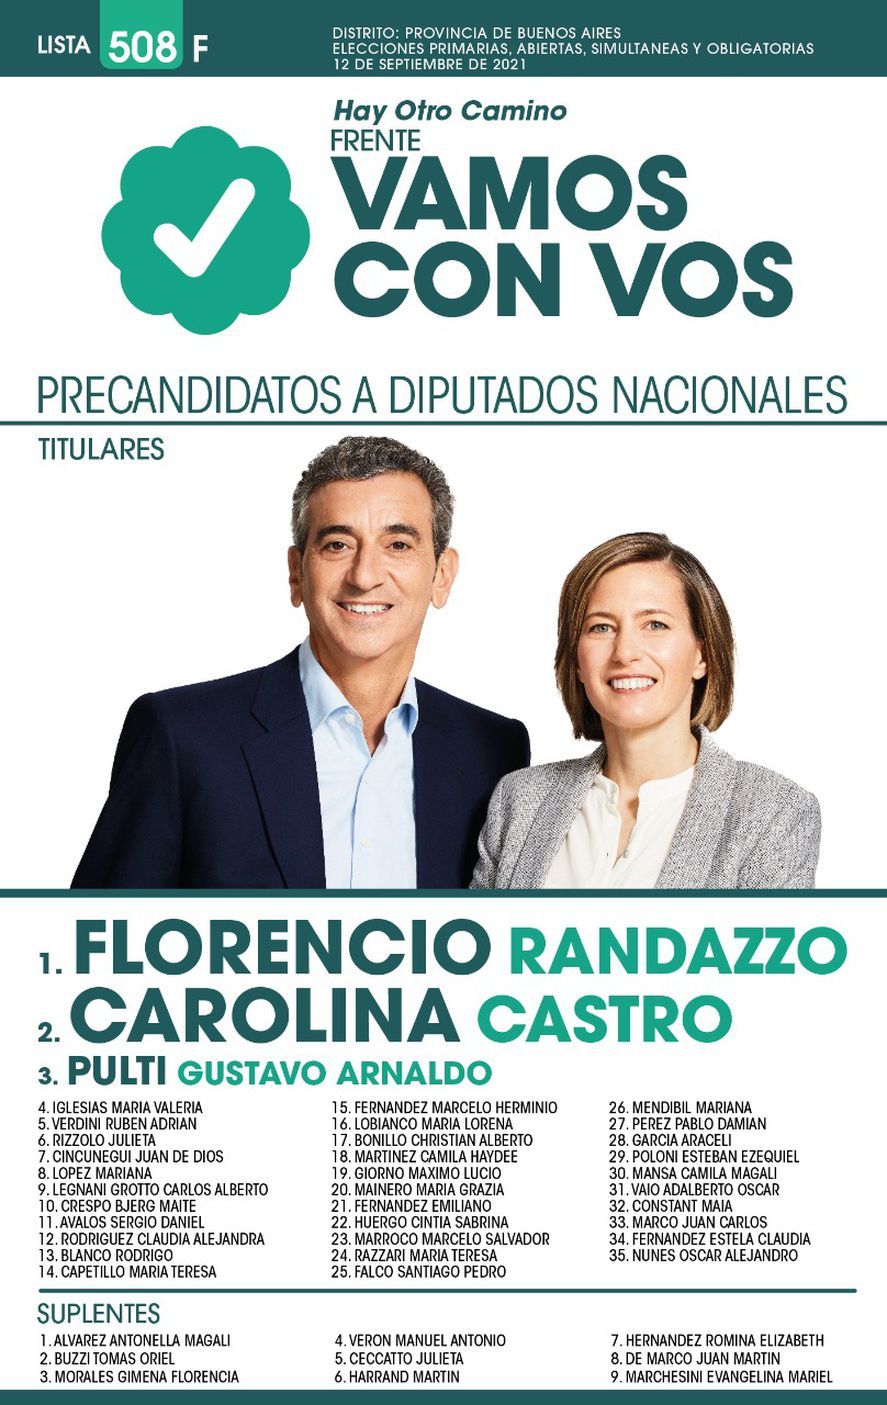 LISTA 508 F
DISTRITO: PROVINCIA DE BUENOS AIRES
ELECCIONES PRIMARIAS, ABIERTAS, SIMULTANEAS Y OBLIGATORIAS
12 DE SEPTIEMBRE DE 2021
Hay Otro Camino
FRENTE
VAMOS
CON VOS
PRECANDIDATOS A DIPUTADOS NACIONALES
TITULARES
1. FLORENCIO RANDAZZO
2. CAROLINA CASTRO
3. PULTI GUSTAVO ARNALDO
4. IGLESIAS MARIA VALERIA
5. VERDINI RUBEN ADRIAN
6. RIZZOLO JULIETA
7. CINCUNEGUI JUAN DE DIOS
8. LOPEZ MARIANA
9. LEGNANI GROTTO CARLOS ALBERTO
10. CRESPO BJERG MAITE
11. AVALOS SERGIO DANIEL
12. RODRIGUEZ CLAUDIA ALEJANDRA
13. BLANCO RODRIGO
14. CAPETILLO MARIA TERESA
15. FERNANDEZ MARCELO HERMINIO
16. LOBIANCO MARIA LORENA
17. BONILLO CHRISTIAN ALBERTO
18. MARTINEZ CAMILA HAYDEE
19. GIORNO MAXIMO LUCIO
20. MAINERO MARIA GRAZIA
21. FERNANDEZ EMILIANO
22. HUERGO CINTIA SABRINA
23. MARROCO MARCELO SALVADOR
24. RAZZARI MARIA TERESA
25. FALCO SANTIAGO PEDRO
26. MENDIBIL MARIANA
27. PEREZ PABLO DAMIAN
28. GARCIA ARACELI
29. POLONI ESTEBAN EZEQUIEL
30. MANSA CAMILA MAGALI
31. VAIO ADALBERTO OSCAR
32. CONSTANT MAIA
33. MARCO JUAN CARLOS
34. FERNANDEZ ESTELA CLAUDIA
35. NUNES OSCAR ALEJANDRO
SUPLENTES
1. ALVAREZ ANTONELLA MAGALI
2. BUZZI TOMAS ORIEL
3. MORALES GIMENA FLORENCIA
4. VERON MANUEL ANTONIO
5. CECCATTO JULIETA
6. HARRAND MARTIN
7. HERNANDEZ ROMINA ELIZABETH
8. DE MARCO JUAN MARTIN
9. MARCHESINI EVANGELINA MARIEL